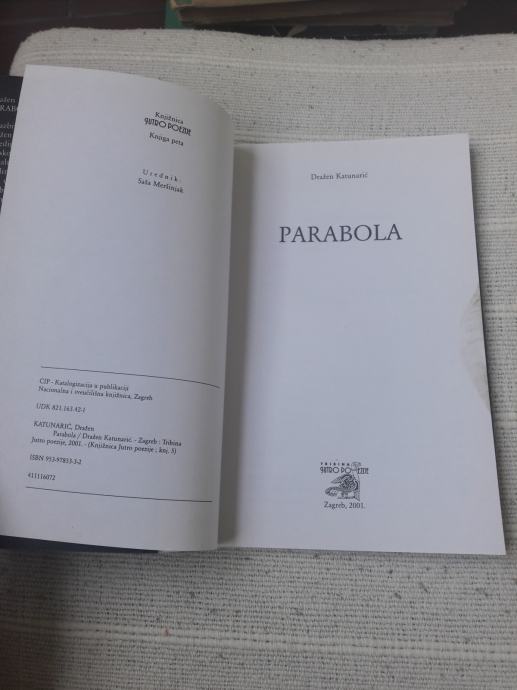 Knjižnica
JUTRO POEZIJE
Knjiga peta
Urednik
Saša Meršinjak
CIP - Katalogizacija u publikaciji
Nacionalna i sveučilišna knjižnica, Zagreb
UDK 821.163.42-1
KATUNARIĆ, Dražen
Parabola / Dražen Katunarić. - Zagreb : Tribina
Jutro poezije, 2001. - (Knjižnica Jutro poezije ; knj. 5)
ISBN 953-97853-3-2
411116072
Dražen Katunarić
PARABOLA
TRIBINA
JUTRO POEZIJE
Zagreb, 2001.